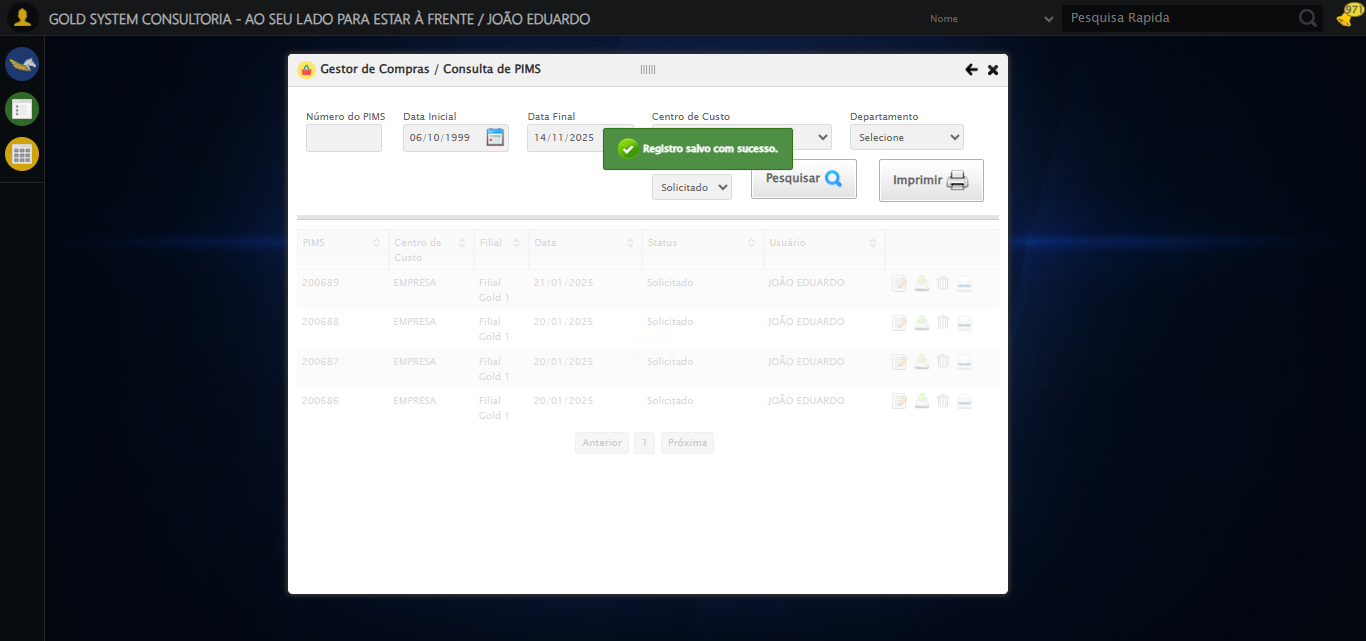 GOLD SYSTEM CONSULTORIA - AO SEU LADO PARA ESTAR À FRENTE / JOÃO EDUARDO
Nome
Pesquisa Rapida
971
Gestor de Compras / Consulta de PIMS
Número do PIMS
Data Inicial
Data Final
Centro de Custo
Departamento
06/10/1999
14/11/2025
Selecione
Registro salvo com sucesso.
Solicitado
Pesquisar
Imprimir
PIMS
Centro de
Custo
Filial
Data
Status
Usuário
200689 EMPRESA Filial 21/01/2025 Solicitado JOÃO EDUARDO
Gold 1
200688 EMPRESA Filial 20/01/2025 Solicitado JOÃO EDUARDO
Gold 1
200687 EMPRESA Filial 20/01/2025 Solicitado JOÃO EDUARDO
Gold 1
200686 EMPRESA Filial 20/01/2025 Solicitado JOÃO EDUARDO
Gold 1
Anterior 1 Próxima